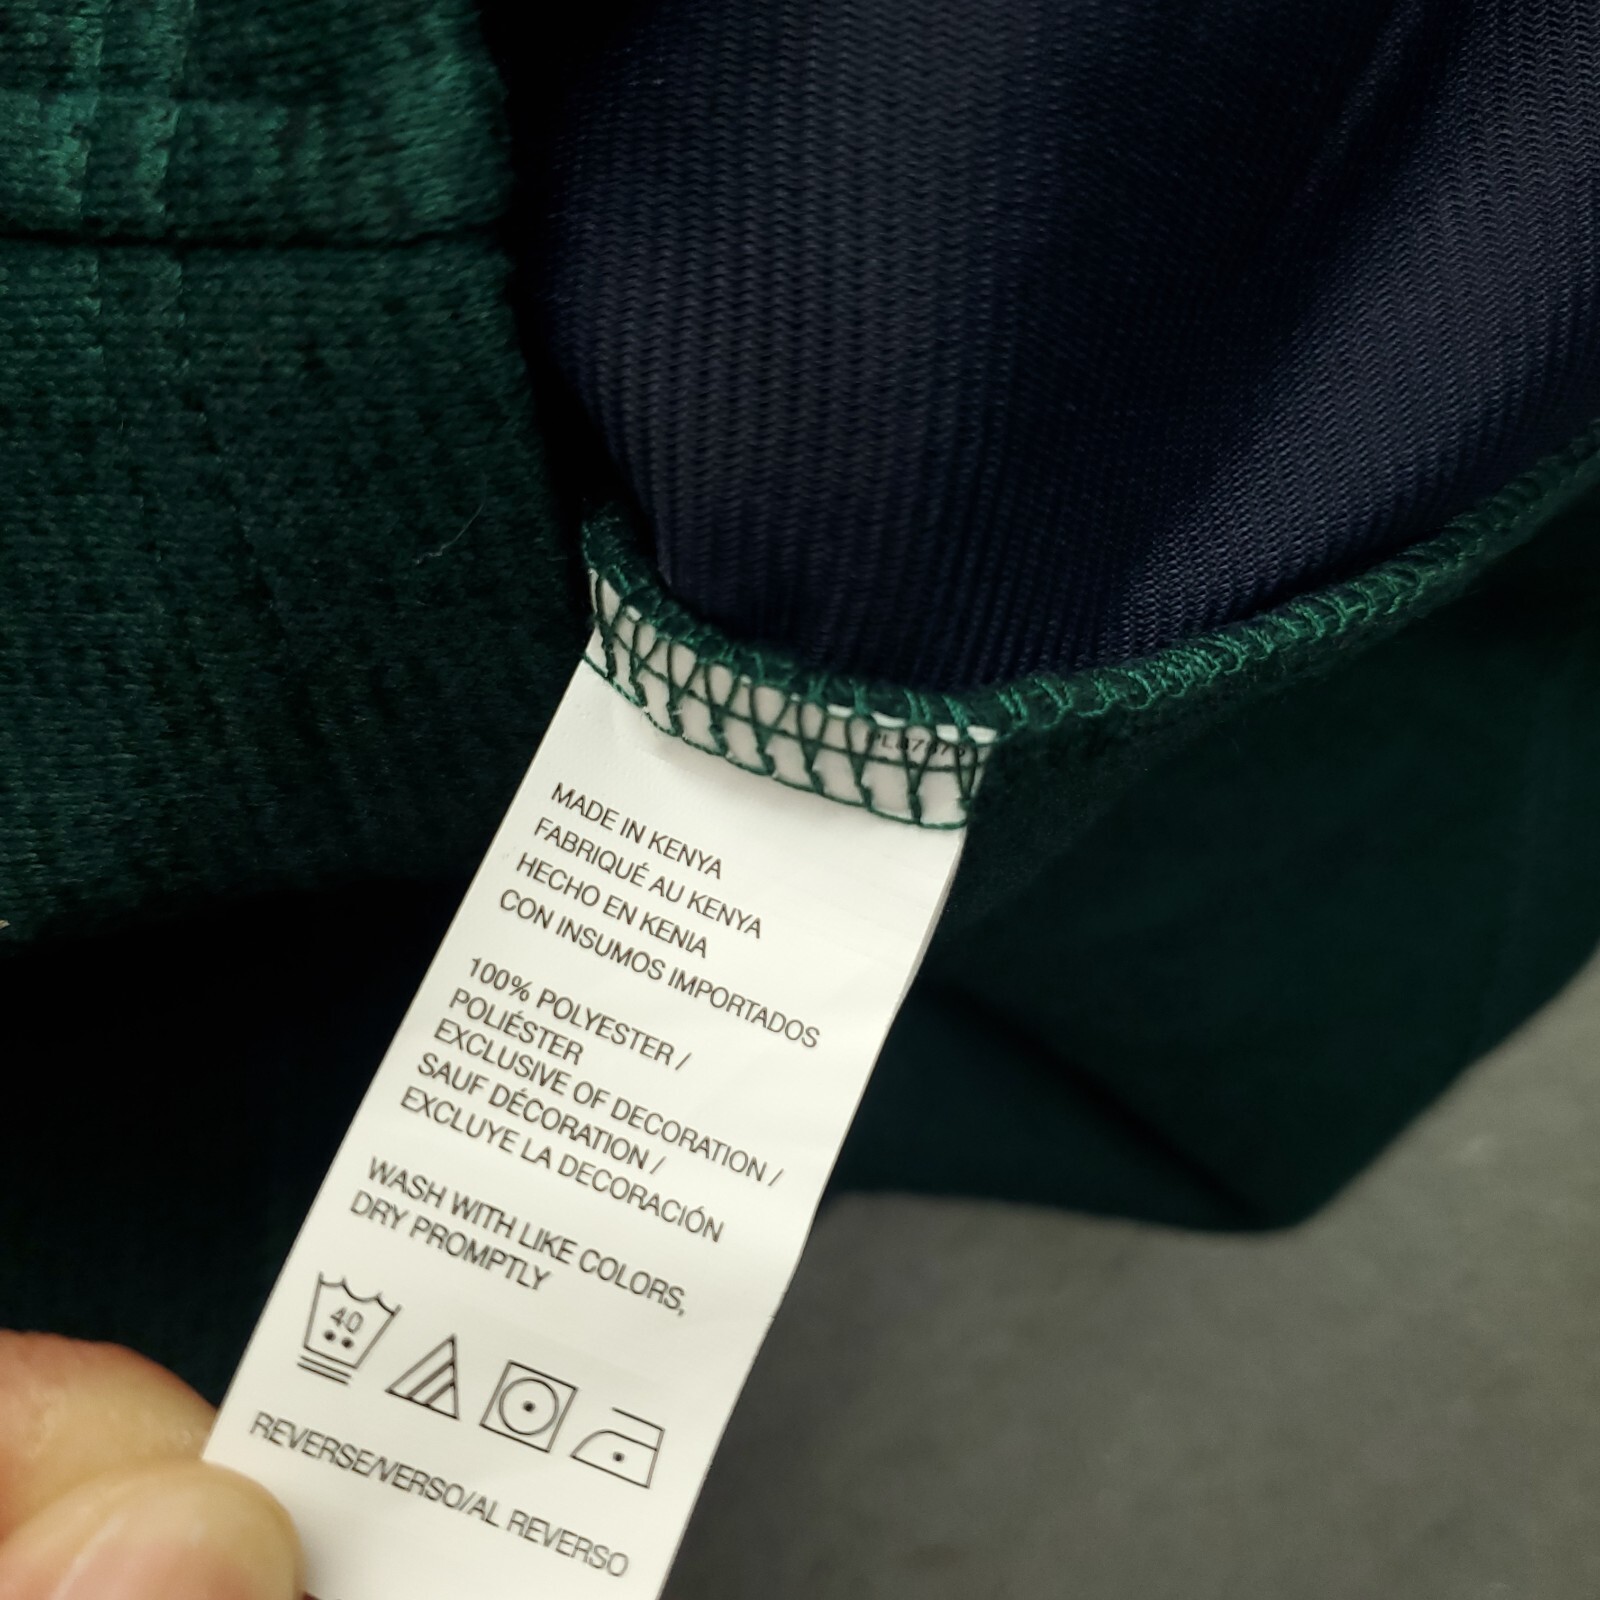 MADE IN KENYA
FABRIQUÉ AU KENYA
HECHO EN KENIA
CON INSUMOS IMPORTADOS
100% POLYESTER /
POLIÉSTER
EXCLUSIVE OF DECORATION /
SAUF DÉCORATION /
EXCLUYE LA DECORACIÓN
WASH WITH LIKE COLORS,
DRY PROMPTLY
40
REVERSE/VERSO/AL REVERSO